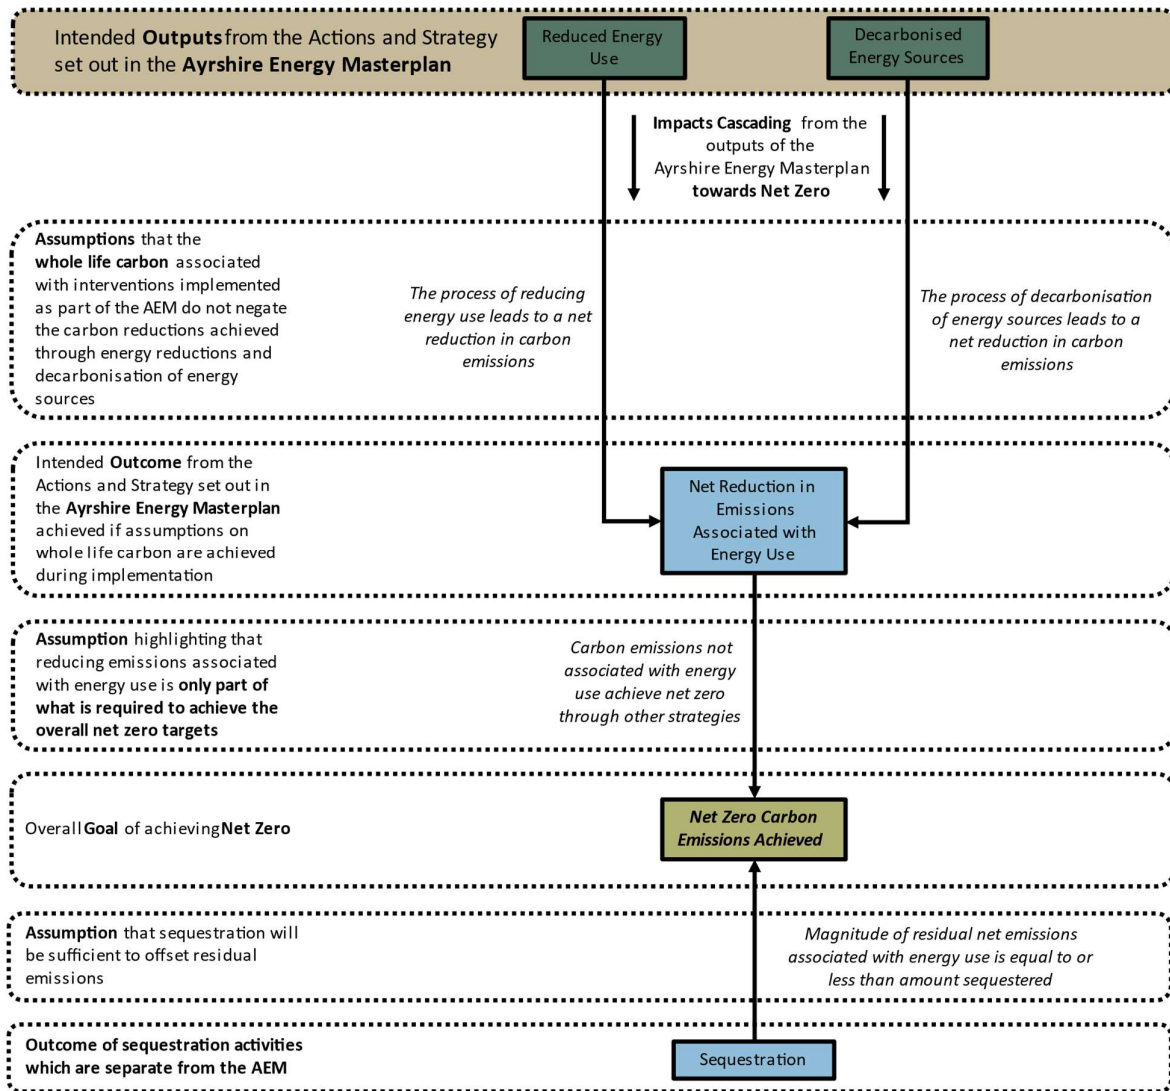 Intended Outputs from the Actions and Strategy
set out in the Ayrshire Energy Masterplan
Reduced Energy
Use
Decarbonised
Energy Sources
Impacts Cascading from the
outputs of the
Ayrshire Energy Masterplan
towards Net Zero
Assumptions that the
whole life carbon associated
with interventions implemented
as part of the AEM do not negate
the carbon reductions achieved
through energy reductions and
decarbonisation of energy
sources
The process of reducing
energy use leads to a net
reduction in carbon
emissions
The process of decarbonisation
of energy sources leads to a
net reduction in carbon
emissions
Intended Outcome from the
Actions and Strategy set out in
the Ayrshire Energy Masterplan
achieved if assumptions on
whole life carbon are achieved
during implementation
Net Reduction in
Emissions
Associated with
Energy Use
Assumption highlighting that
reducing emissions associated
with energy use is only part of
what is required to achieve the
overall net zero targets
Carbon emissions not
associated with energy
use achieve net zero
through other strategies
Overall Goal of achieving Net Zero
Net Zero Carbon
Emissions Achieved
Assumption that sequestration will
be sufficient to offset residual
emissions
Magnitude of residual net emissions
associated with energy use is equal to or
less than amount sequestered
Outcome of sequestration activities
which are separate from the AEM
Sequestration